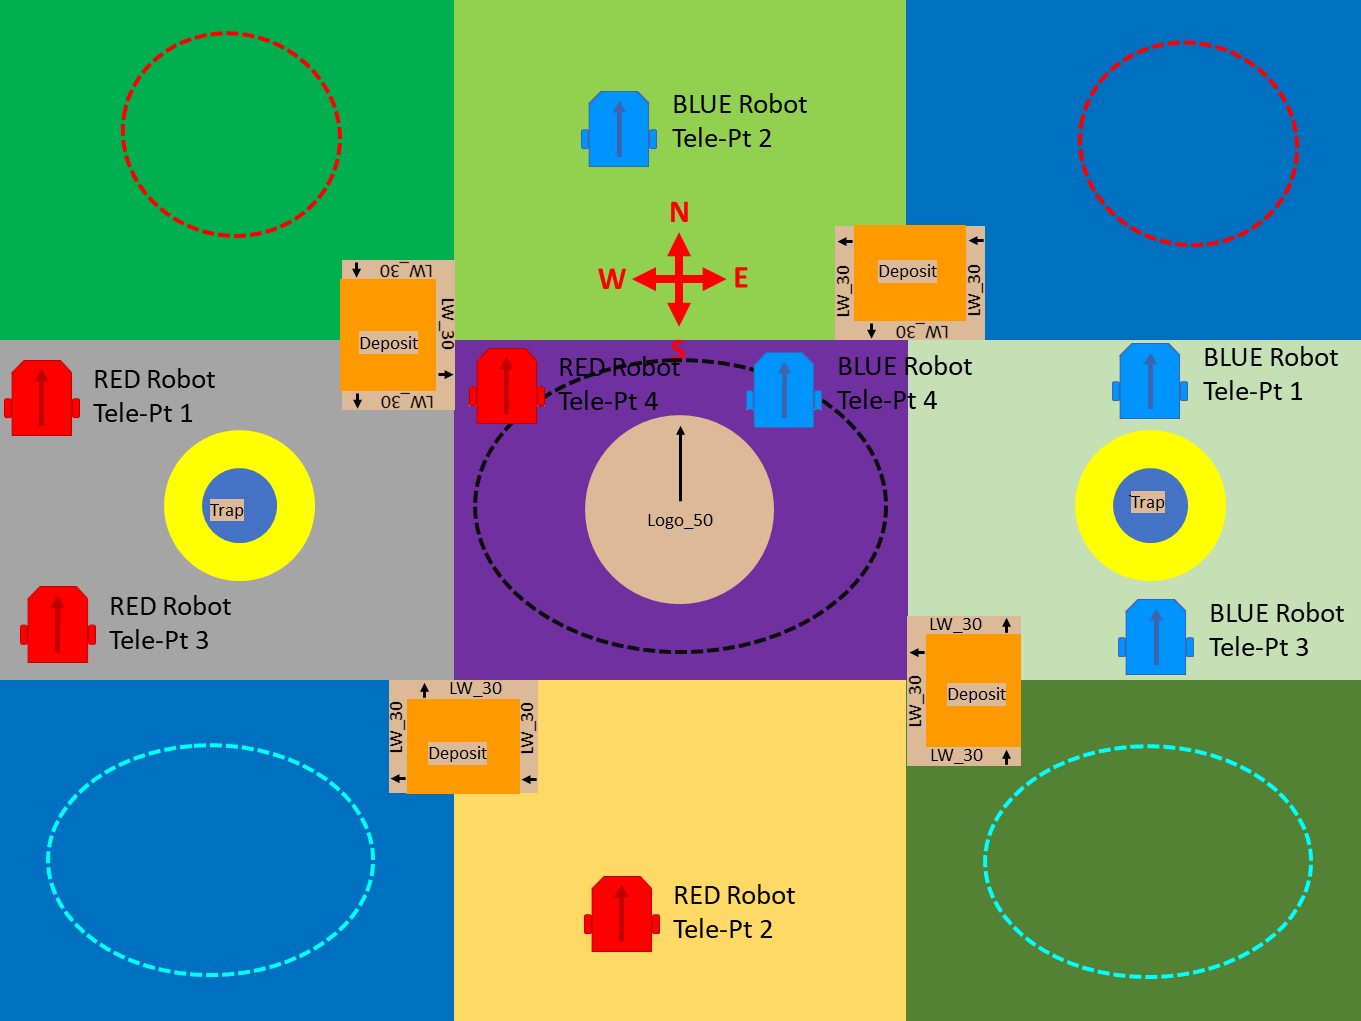 BLUE Robot
Tele-Pt 2
N
W
E
S
LW_30
Deposit
LW_30
LW_30
LW_30
Deposit
LW_30
LW_30
RED Robot
Tele-Pt 1
RED Robot
Tele-Pt 4
BLUE Robot
Tele-Pt 4
BLUE Robot
Tele-Pt 1
Trap
Logo_50
Trap
RED Robot
Tele-Pt 3
BLUE Robot
Tele-Pt 3
LW_30
LW_30
Deposit
LW_30
LW_30
LW_30
Deposit
LW_30
RED Robot
Tele-Pt 2